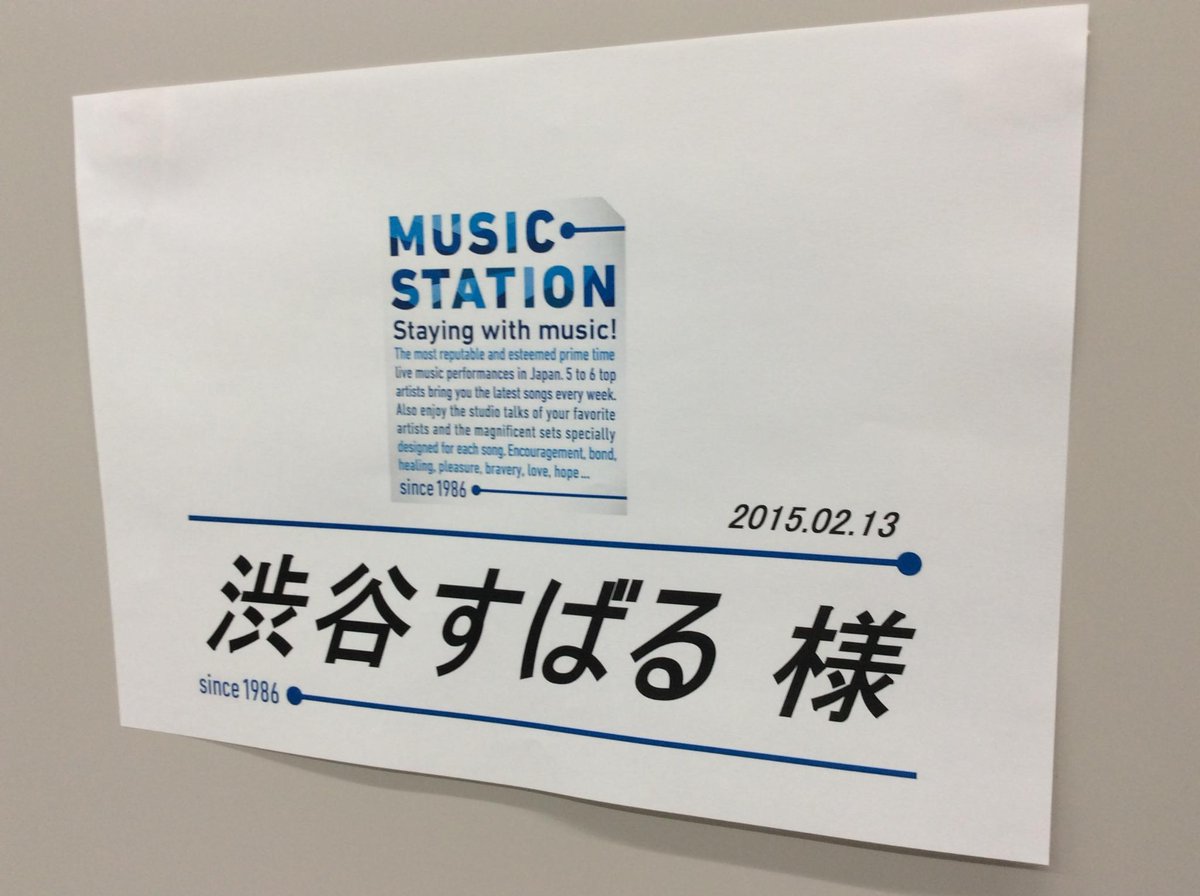 MUSIC
STATION
Staying with music!
The most reputable and esteemed prime time
live music performances in Japan. 5 to 6 top
artists bring you the latest songs every week.
Also enjoy the studio talks of your favorite
artists and the magnificent sets specially
designed for each song. Encouragement, bond,
healing, pleasure, bravery, love, hope...
since 1986
2015.02.13
渋谷すばる 様
since 1986